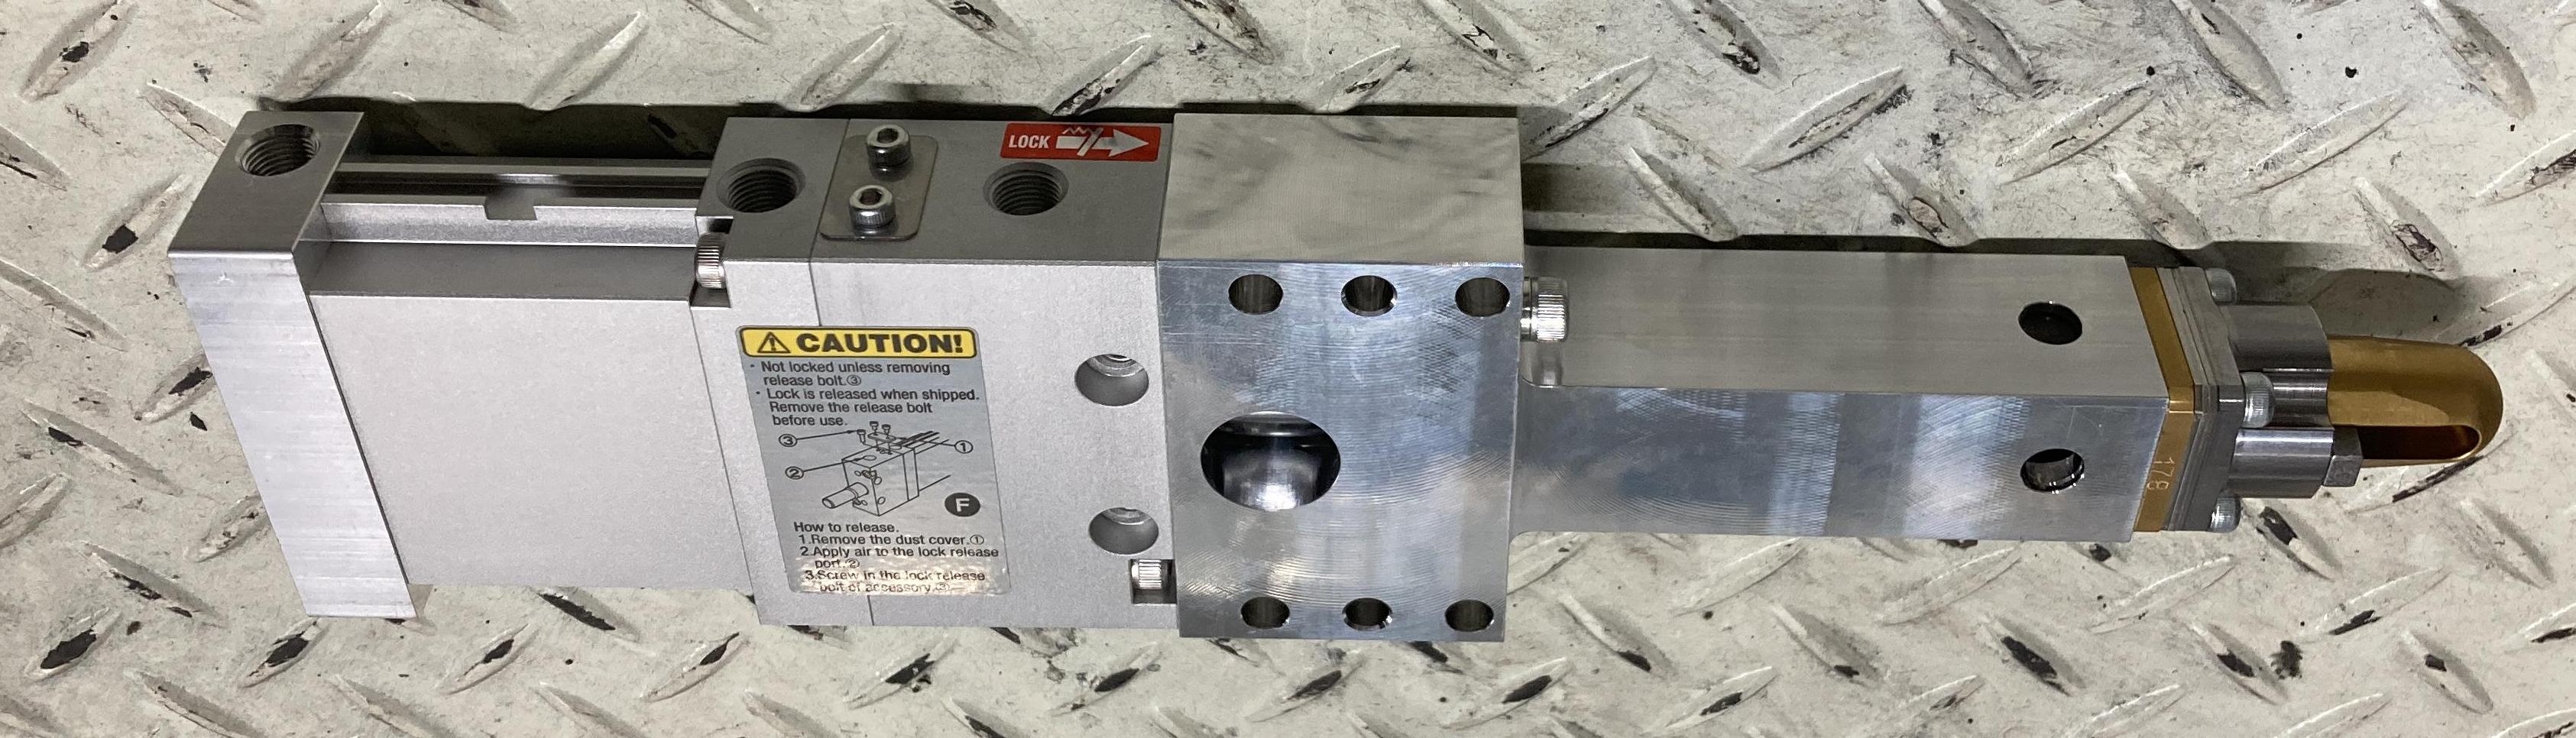 LOCK
CAUTION!
· Not locked unless removing
release bolt.③
· Lock is released when shipped.
Remove the release bolt
before use.
③
①
②
F
How to release.
1.Remove the dust cover.①
2.Apply air to the lock release
port.②
3.Screw in the lock release
bolt of accessory.③
178